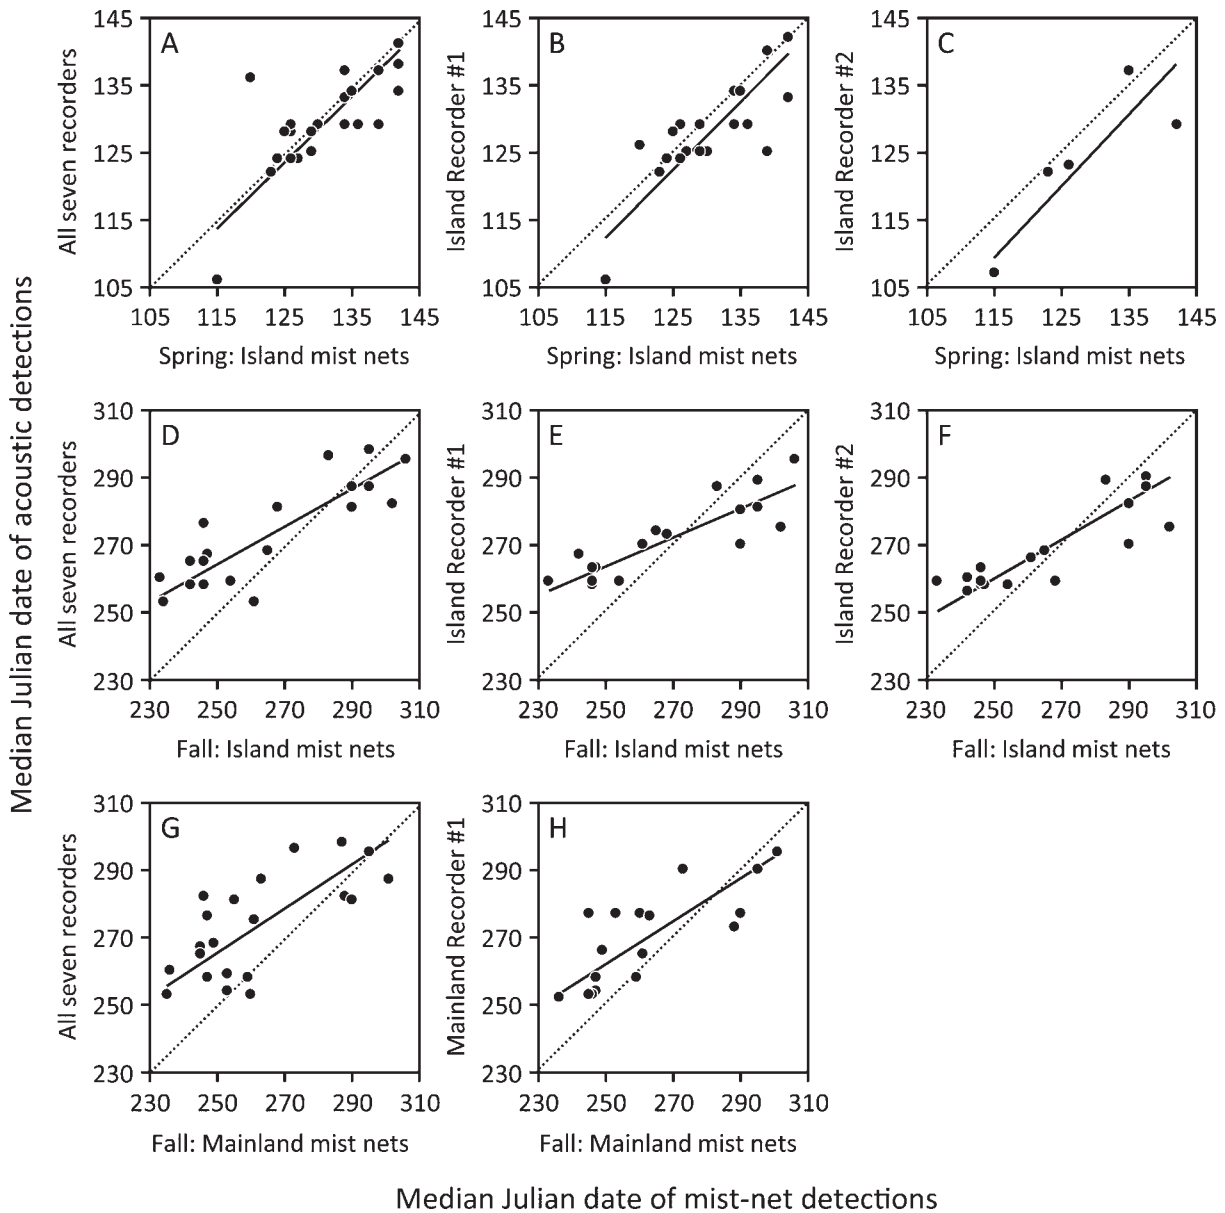 Median Julian date of acoustic detections
A
All seven recorders
145
135
125
115
105
105 115 125 135 145
Spring: Island mist nets
B
Island Recorder #1
145
135
125
115
105
105 115 125 135 145
Spring: Island mist nets
C
Island Recorder #2
145
135
125
115
105
105 115 125 135 145
Spring: Island mist nets
D
All seven recorders
310
290
270
250
230
230 250 270 290 310
Fall: Island mist nets
E
Island Recorder #1
310
290
270
250
230
230 250 270 290 310
Fall: Island mist nets
F
Island Recorder #2
310
290
270
250
230
230 250 270 290 310
Fall: Island mist nets
G
All seven recorders
310
290
270
250
230
230 250 270 290 310
Fall: Mainland mist nets
H
Mainland Recorder #1
310
290
270
250
230
230 250 270 290 310
Fall: Mainland mist nets
Median Julian date of mist-net detections